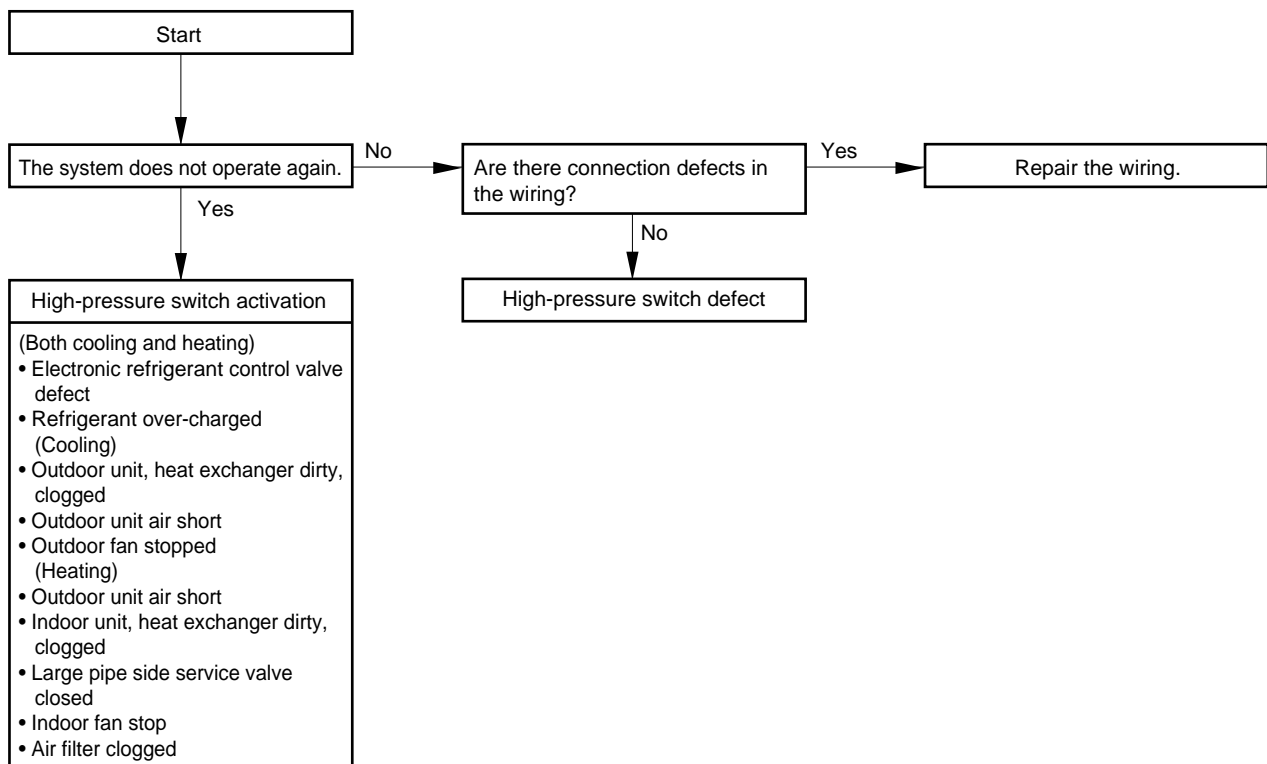 Start
The system does not operate again.
No
Are there connection defects in
the wiring?
Yes
Repair the wiring.
Yes
No
High-pressure switch defect
High-pressure switch activation
(Both cooling and heating)
• Electronic refrigerant control valve
defect
• Refrigerant over-charged
(Cooling)
• Outdoor unit, heat exchanger dirty,
clogged
• Outdoor unit air short
• Outdoor fan stopped
(Heating)
• Outdoor unit air short
• Indoor unit, heat exchanger dirty,
clogged
• Large pipe side service valve
closed
• Indoor fan stop
• Air filter clogged